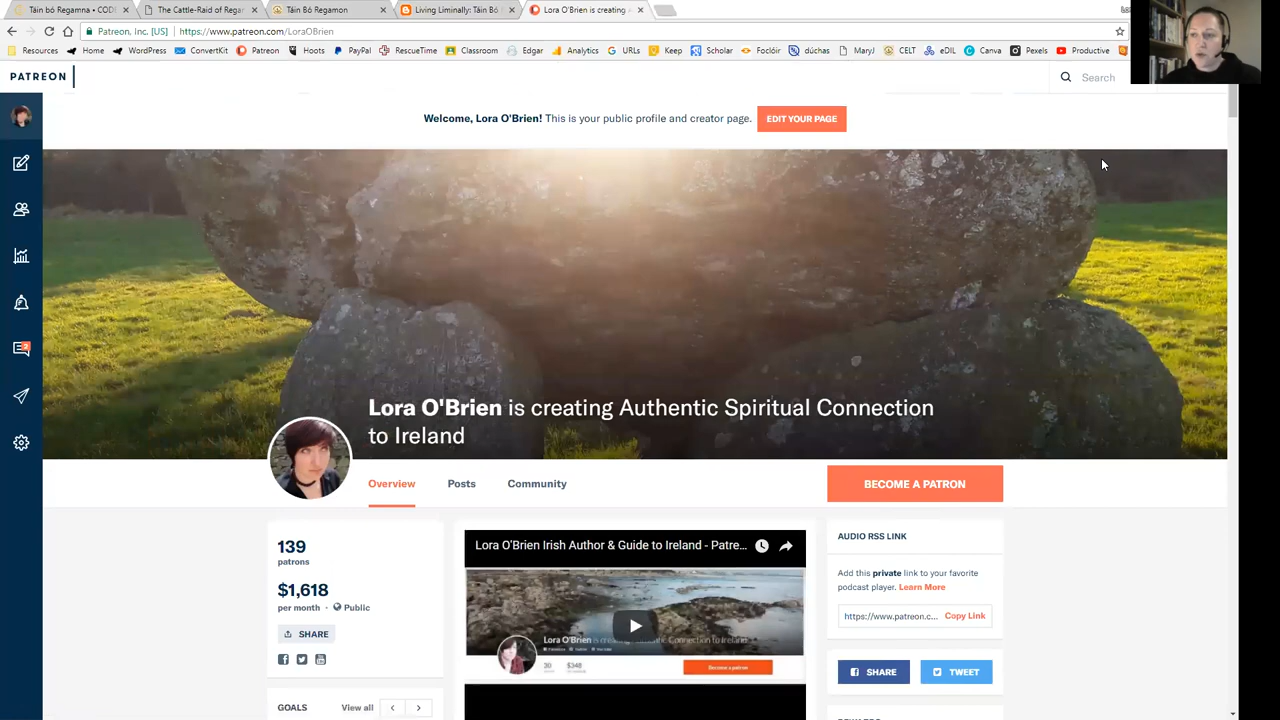 Táin bó Regamna • COD
The Cattle-Raid of Regar
Táin Bó Regamon
Living Liminally: Táin Bó
Lora O'Brien is creating
Patreon, Inc. [US]
https://www.patreon.com/LoraOBrien
Resources
Home
WordPress
ConvertKit
Patreon
Hoots
PayPal
RescueTime
Classroom
Edgar
Analytics
URLs
Keep
Scholar
Foclóir
dúchas
MaryJ
CELT
eDIL
Canva
Pexels
Productive
PATREON
Search
Welcome, Lora O'Brien! This is your public profile and creator page.
EDIT YOUR PAGE
Lora O'Brien is creating Authentic Spiritual Connection
to Ireland
Overview
Posts
Community
BECOME A PATRON
139
patrons
$1,618
per month • Public
SHARE
GOALS
View all
Lora O'Brien Irish Author & Guide to Ireland - Patre...
Lora O'Brien
Connection to Ireland
30
$348
Become a patron
AUDIO RSS LINK
Add this private link to your favorite
podcast player. Learn More
https://www.patreon.c...
Copy Link
SHARE
TWEET